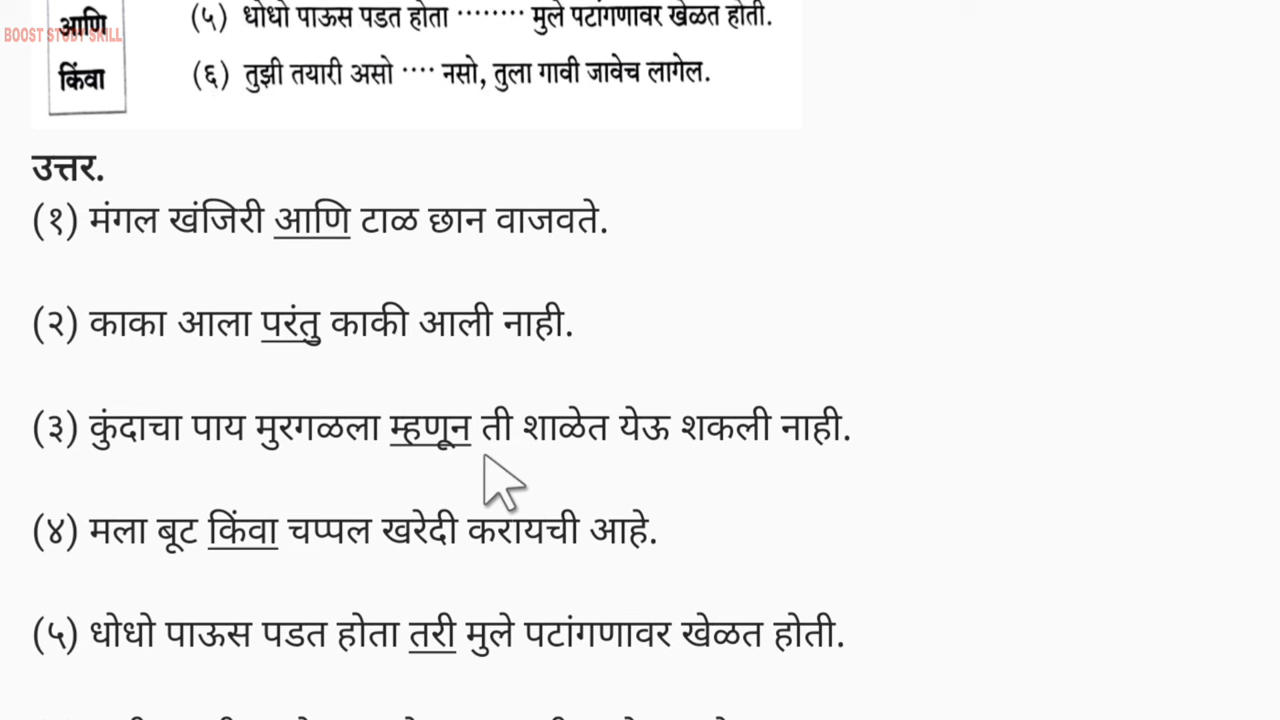 आणि
BOOST STUDY SKILL
(५) धोधो पाऊस पडत होता ········ मुले पटांगणावर खेळत होती.
किंवा
(६) तुझी तयारी असो ···· नसो, तुला गावी जावेच लागेल.
उत्तर.
(१) मंगल खंजिरी आणि टाळ छान वाजवते.
(२) काका आला परंतु काकी आली नाही.
(३) कुंदाचा पाय मुरगळला म्हणून ती शाळेत येऊ शकली नाही.
(४) मला बूट किंवा चप्पल खरेदी करायची आहे.
(५) धोधो पाऊस पडत होता तरी मुले पटांगणावर खेळत होती.